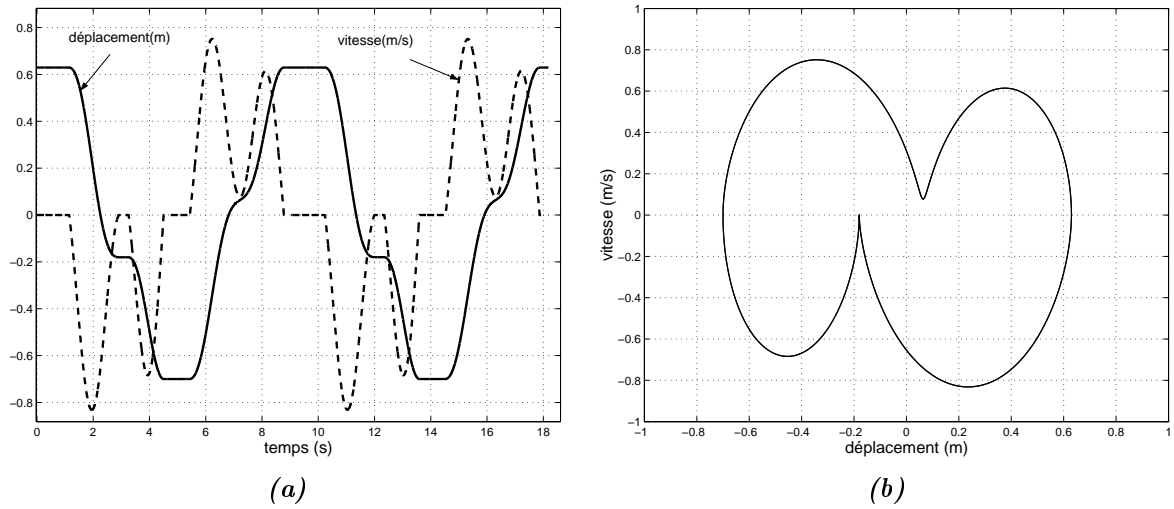 0.8
0.6
0.4
0.2
0
−0.2
−0.4
−0.6
−0.8
déplacement(m)
vitesse(m/s)
0 2 4 6 8 10 12 14 16 18
temps (s)
(a)
1
0.8
0.6
0.4
0.2
0
−0.2
−0.4
−0.6
−0.8
−1
vitesse (m/s)
−1 −0.8 −0.6 −0.4 −0.2 0 0.2 0.4 0.6 0.8 1
déplacement (m)
(b)